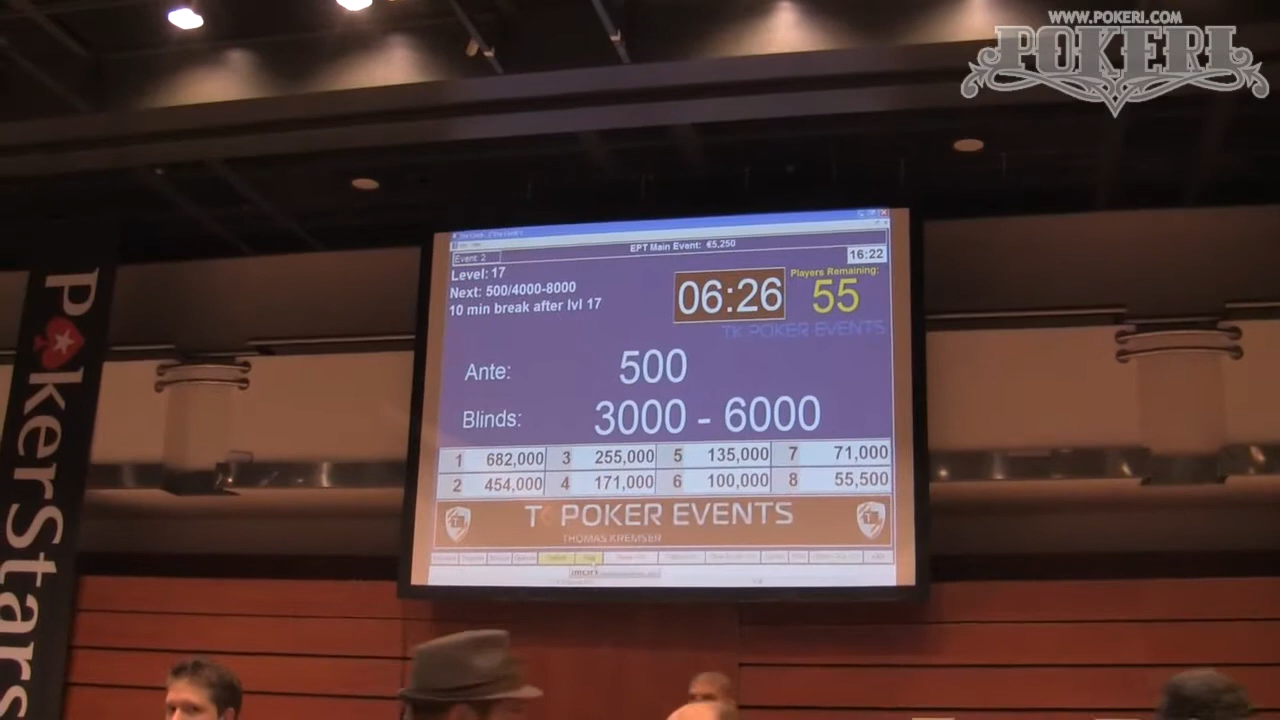 WWW.POKERI.COM
POKERI
PokerStars
EPT Main Event: €5,250
Event: 2
16:22
Level: 17
Next: 500/4000-8000
10 min break after lvl 17
06:26
Players Remaining:
55
TK POKER EVENTS
Ante: 500
Blinds: 3000 - 6000
1 682,000 3 255,000 5 135,000 7 71,000
2 454,000 4 171,000 6 100,000 8 55,500
TK POKER EVENTS
THOMAS KREMSER